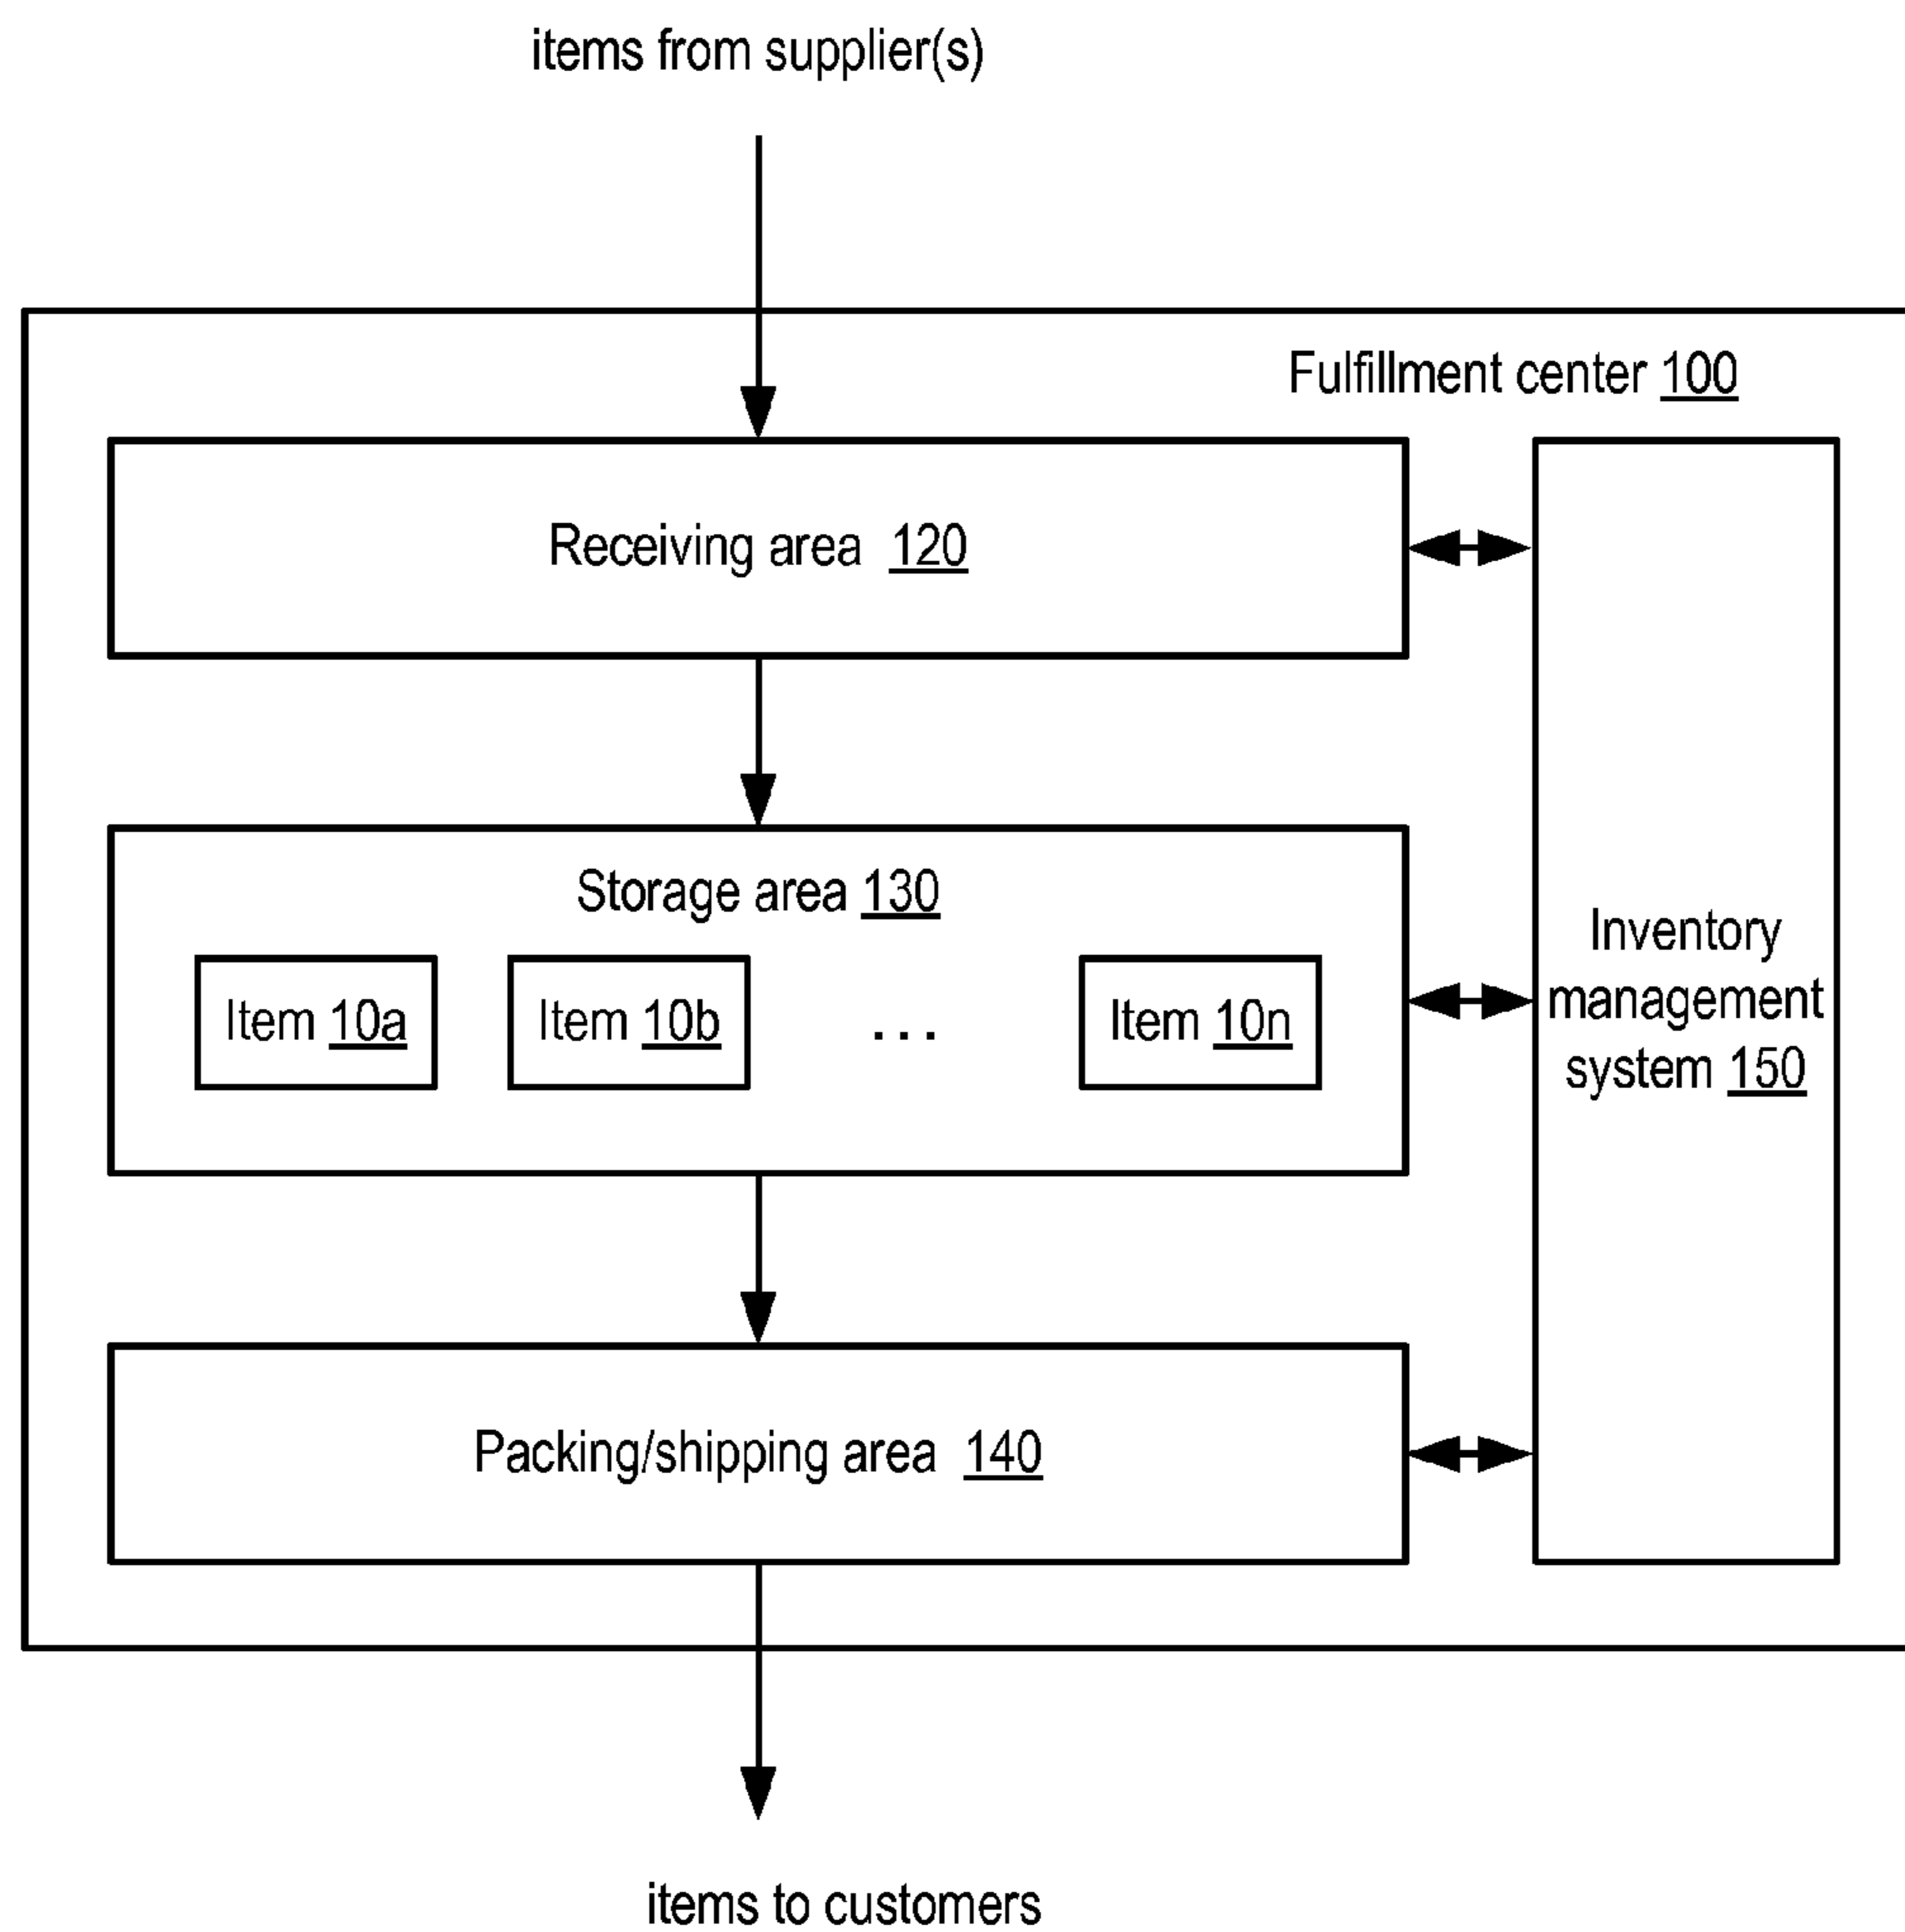 items from supplier(s)
Fulfillment center 100
Receiving area 120
Storage area 130
Item 10a
Item 10b
...
Item 10n
Inventory
management
system 150
Packing/shipping area 140
items to customers